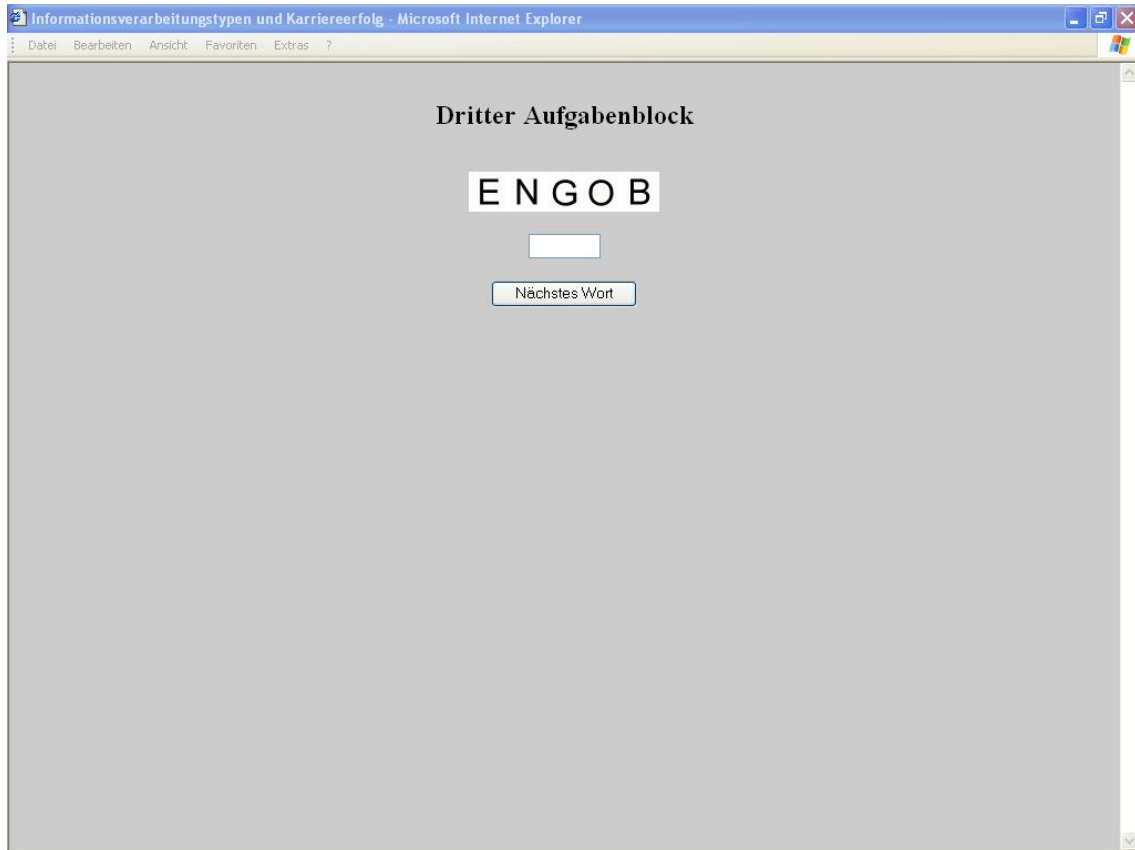 Informationsverarbeitungstypen und Karriereerfolg - Microsoft Internet Explorer
Datei Bearbeiten Ansicht Favoriten Extras ?
Dritter Aufgabenblock
E N G O B
Nächstes Wort